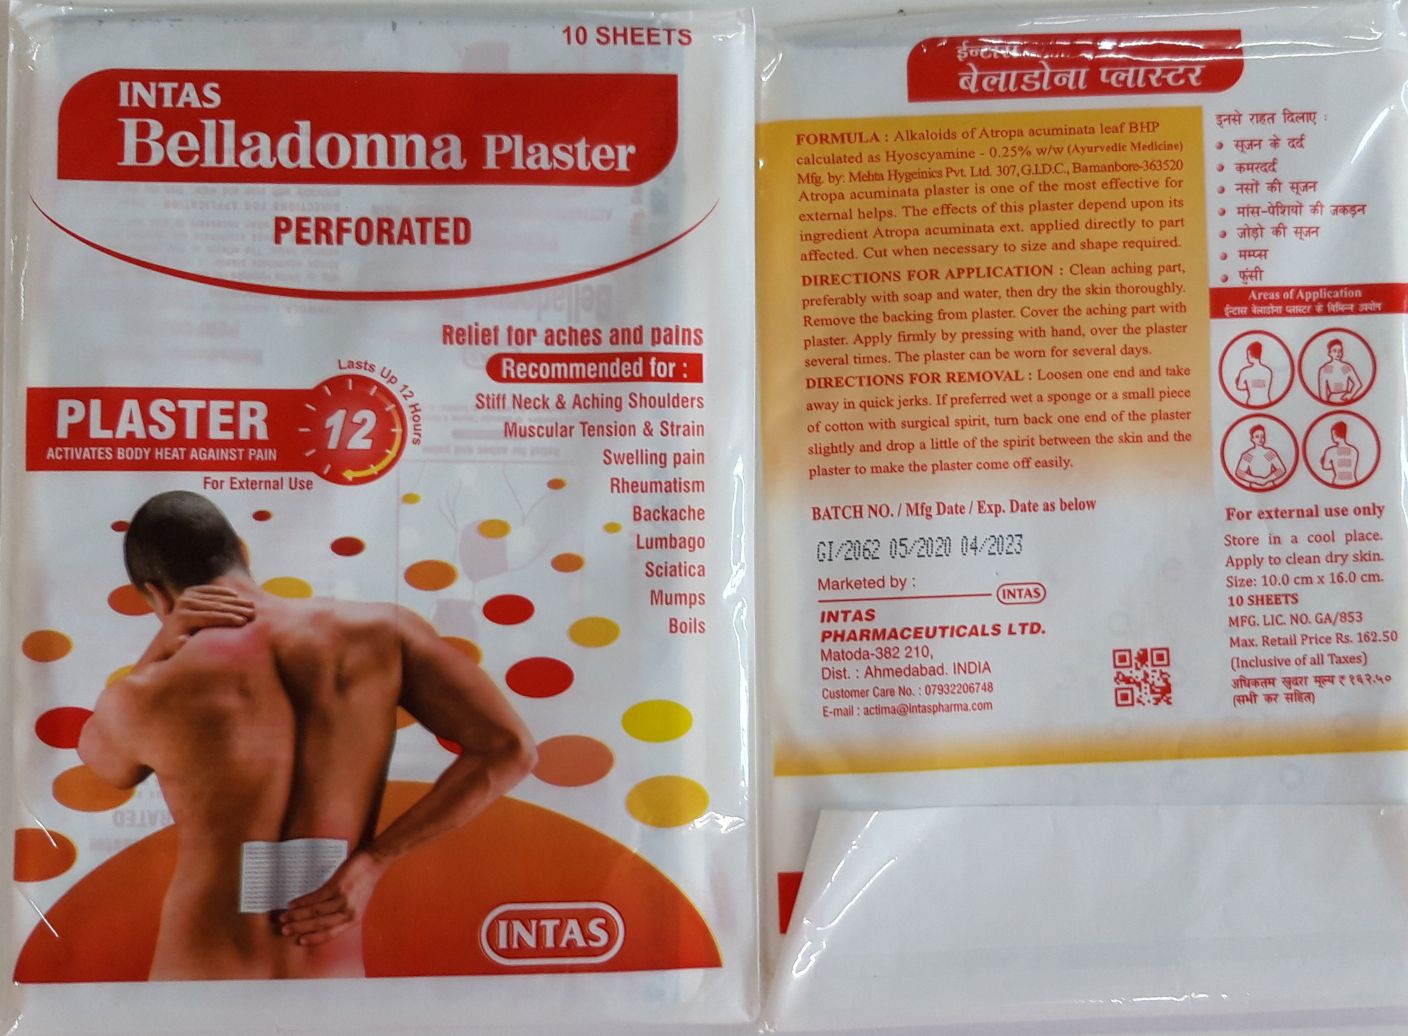 10 SHEETS
INTAS
Belladonna Plaster
PERFORATED
Relief for aches and pains
Recommended for :
Stiff Neck & Aching Shoulders
Muscular Tension & Strain
Swelling pain
Rheumatism
Backache
Lumbago
Sciatica
Mumps
Boils
Lasts Up 12 Hours
PLASTER
12
ACTIVATES BODY HEAT AGAINST PAIN
For External Use
INTAS
ईन्टास
बेलाडोना प्लास्टर
FORMULA : Alkaloids of Atropa acuminata leaf BHP
calculated as Hyoscyamine - 0.25% w/w (Ayurvedic Medicine)
Mfg. by: Mehta Hygeinics Pvt. Ltd. 307,G.I.D.C., Bamanbore-363520
Atropa acuminata plaster is one of the most effective for
external helps. The effects of this plaster depend upon its
ingredient Atropa acuminata ext. applied directly to part
affected. Cut when necessary to size and shape required.
DIRECTIONS FOR APPLICATION : Clean aching part,
preferably with soap and water, then dry the skin thoroughly.
Remove the backing from plaster. Cover the aching part with
plaster. Apply firmly by pressing with hand, over the plaster
several times. The plaster can be worn for several days.
DIRECTIONS FOR REMOVAL : Loosen one end and take
away in quick jerks. If preferred wet a sponge or a small piece
of cotton with surgical spirit, turn back one end of the plaster
slightly and drop a little of the spirit between the skin and the
plaster to make the plaster come off easily.
BATCH NO. / Mfg Date / Exp. Date as below
GI/2062 05/2020 04/2023
Marketed by :
INTAS
INTAS
PHARMACEUTICALS LTD.
Matoda-382 210,
Dist. : Ahmedabad. INDIA
Customer Care No. : 07932206748
E-mail : actima@intaspharma.com
इनसे राहत दिलाए :
सूजन के दर्द
कमरदर्द
नसों की सूजन
मांस-पेशियों की जकड़न
जोड़ो की सूजन
मम्प्स
फुंसी
Areas of Application
ईन्टास बेलाडोना प्लास्टर के विभिन्न उपयोग
For external use only
Store in a cool place.
Apply to clean dry skin.
Size: 10.0 cm x 16.0 cm.
10 SHEETS
MFG. LIC. NO. GA/853
Max. Retail Price Rs. 162.50
(Inclusive of all Taxes)
अधिकतम खुदरा मूल्य ₹ १६२.५०
(सभी कर सहित)